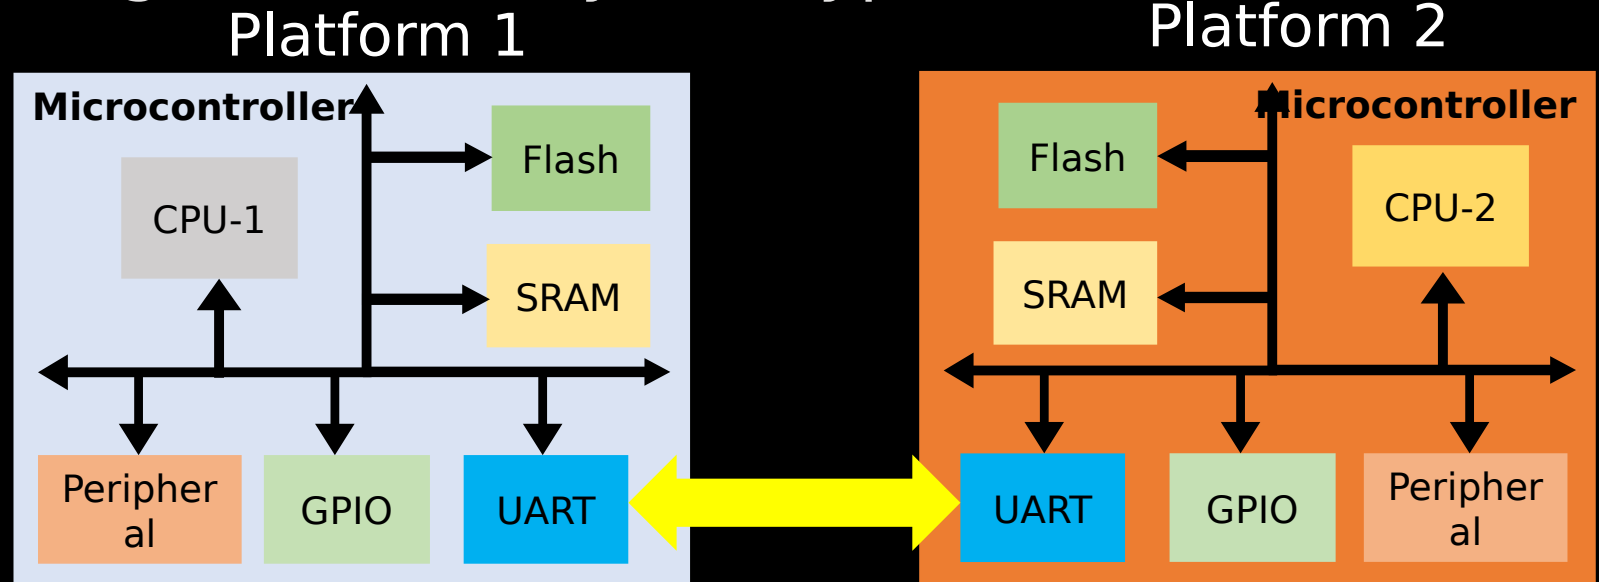 Platform 1
Platform 2
Microcontroller
Flash
CPU-1
SRAM
Peripher
al
GPIO
UART
Microcontroller
Flash
CPU-2
SRAM
UART
GPIO
Peripher
al